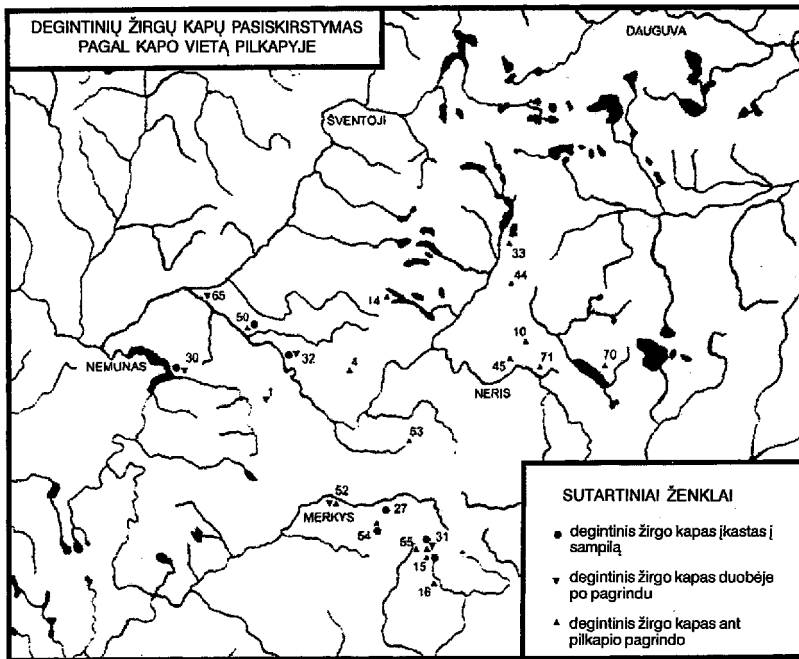 DEGINTINIŲ ŽIRGŲ KAPŲ PASISKIRSTYMAS
PAGAL KAPO VIETĄ PILKAPYJE
DAUGUVA
ŠVENTOJI
33
44
65
14
50
10
32
30
4
45
71
70
NEMUNAS
1
NERIS
53
52
27
MERKYS
54
31
55
15
16
SUTARTINIAI ŽENKLAI
degintinis žirgo kapas įkastas į
sampilą
degintinis žirgo kapas duobėje
po pagrindu
degintinis žirgo kapas ant
pilkapio pagrindo